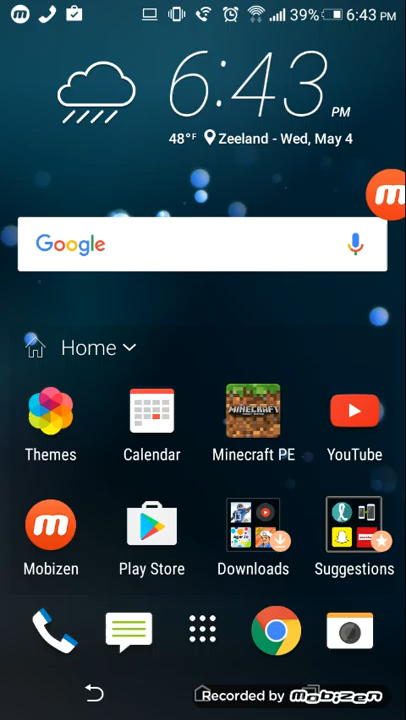 39% 6:43 PM
6:43 PM
48°F Zeeland - Wed, May 4
Google
Home
MINECRAFT
Themes Calendar Minecraft PE YouTube
Mobizen Play Store Downloads Suggestions
Recorded by mobizen